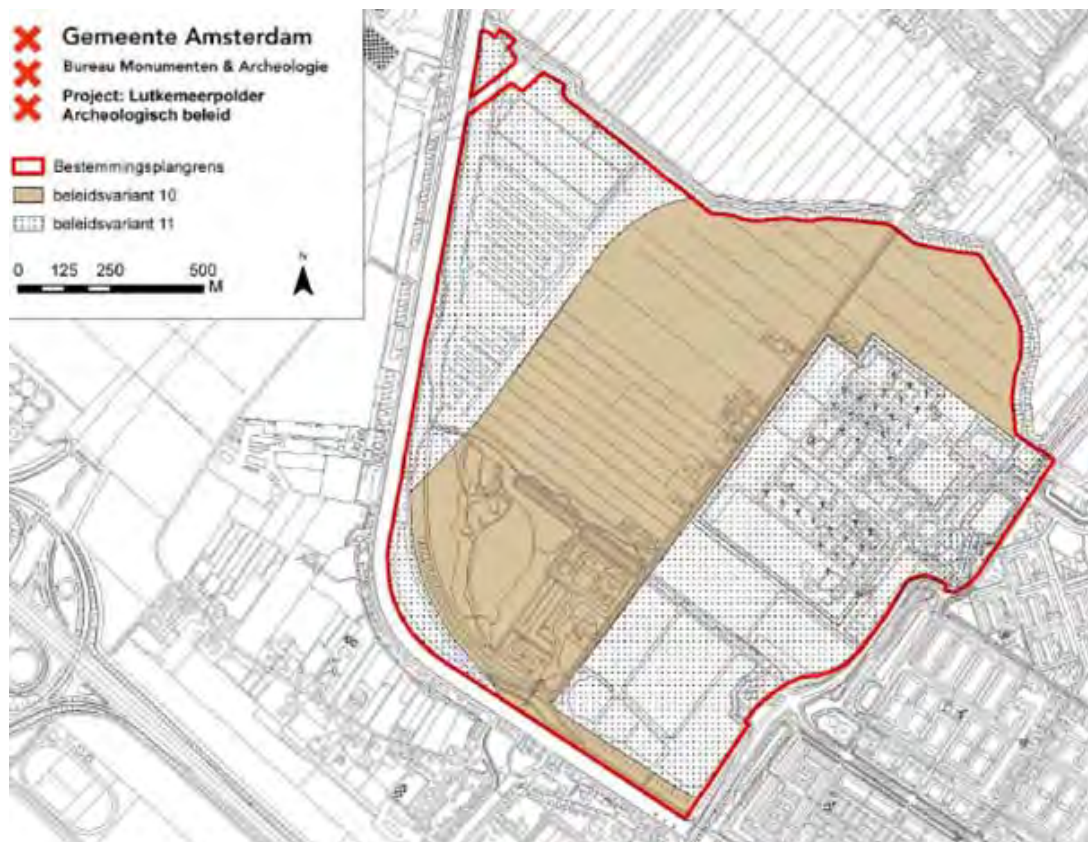 Gemeente Amsterdam
Bureau Monumenten & Archeologie
Project: Lutkemeerpolder
Archeologisch beleid
Bestemmingsplangrens
beleidsvariant 10
beleidsvariant 11
0 125 250 500
M
N